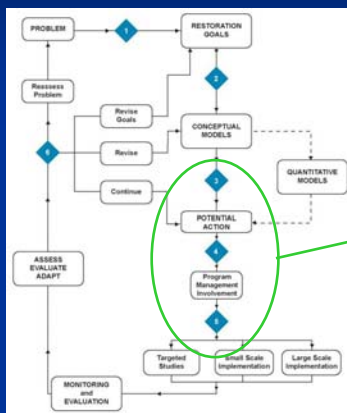 PROBLEM
1
RESTORATION
GOALS
Reassess
Problem
2
Revise
Goals
CONCEPTUAL
MODELS
6
Revise
QUANTITATIVE
MODELS
3
Continue
POTENTIAL
ACTION
4
ASSESS
EVALUATE
ADAPT
Program
Management
Involvement
5
Targeted
Studies
Small Scale
Implementation
Large Scale
Implementation
MONITORING
and
EVALUATION